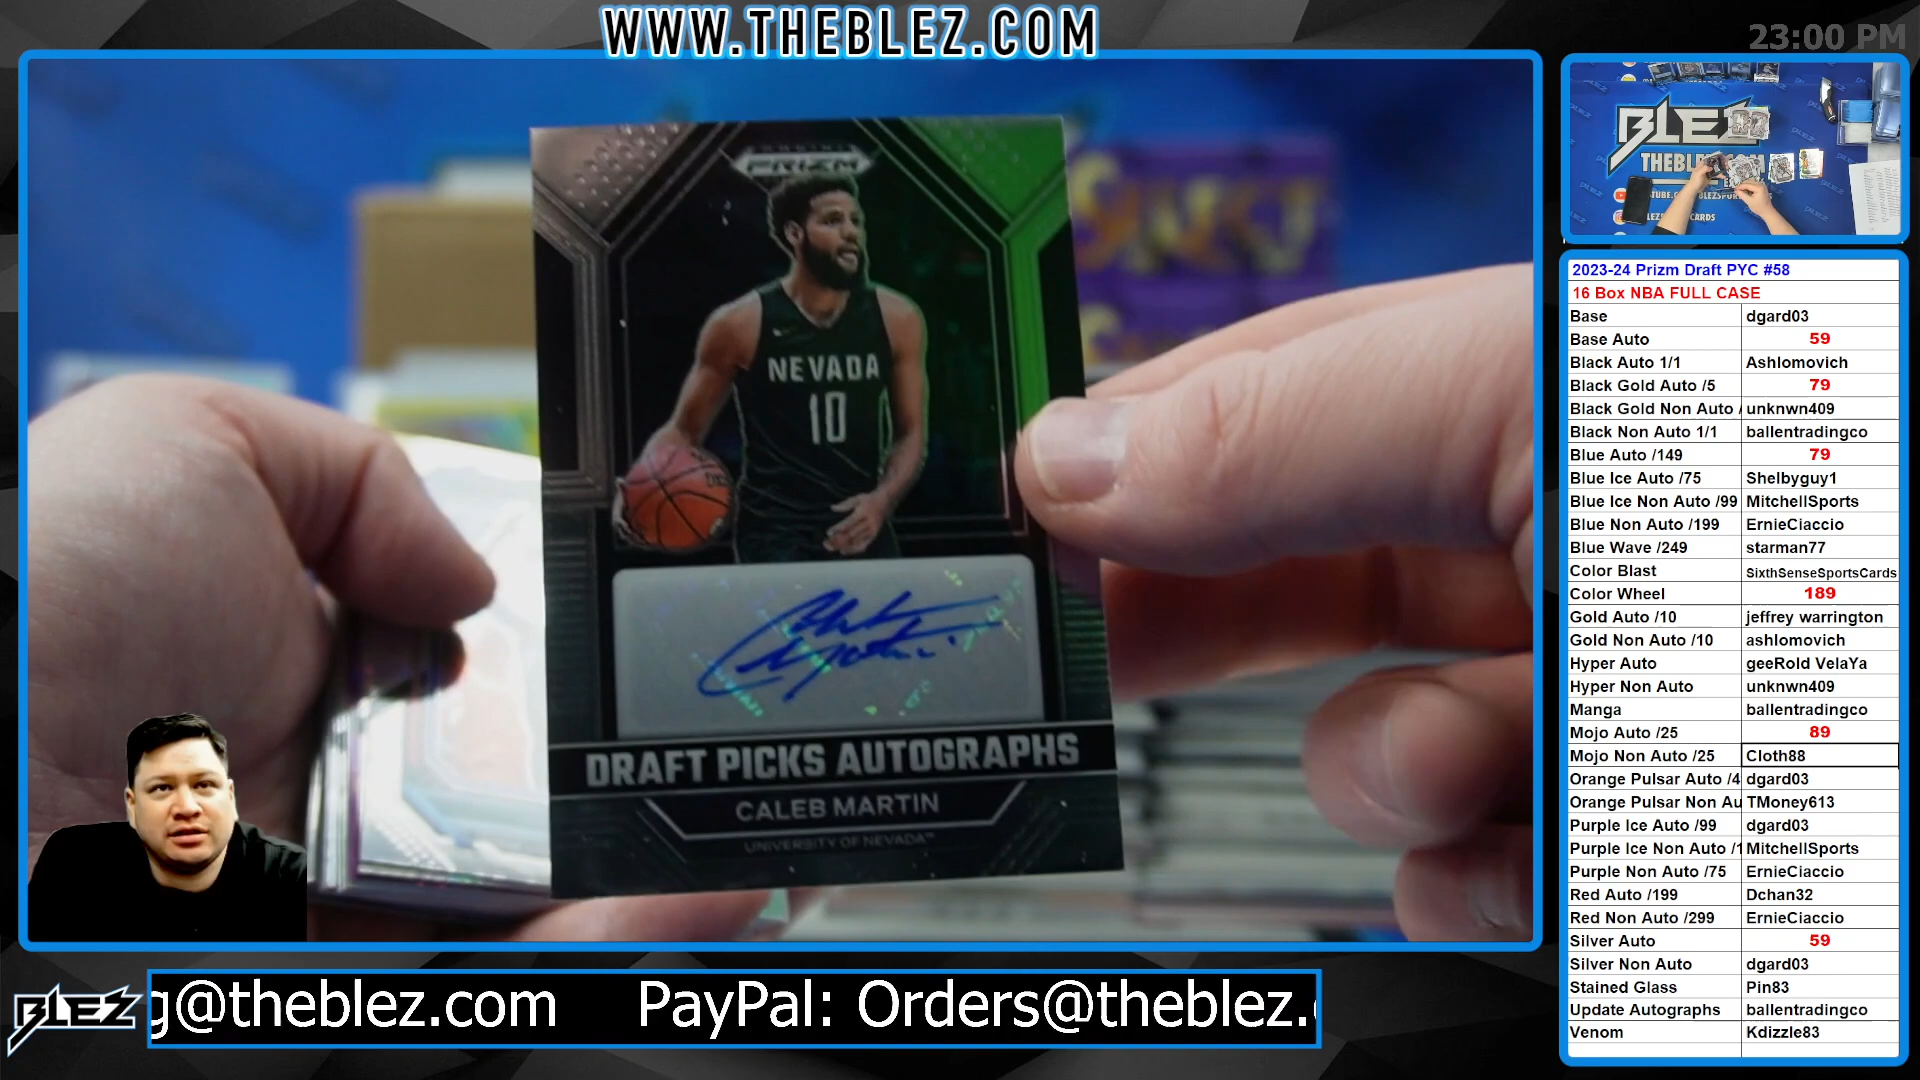 WWW.THEBLEZ.COM
23:00 PM
PRIZM
NEVADA
10
DRAFT PICKS AUTOGRAPHS
CALEB MARTIN
UNIVERSITY OF NEVADA
BLEZ
2023-24 Prizm Draft PYC #58
16 Box NBA FULL CASE
Base dgard03
Base Auto 59
Black Auto 1/1 Ashlomovich
Black Gold Auto /5 79
Black Gold Non Auto / unknwn409
Black Non Auto 1/1 ballentradingco
Blue Auto /149 79
Blue Ice Auto /75 Shelbyguy1
Blue Ice Non Auto /99 MitchellSports
Blue Non Auto /199 ErnieCiaccio
Blue Wave /249 starman77
Color Blast SixthSenseSportsCards
Color Wheel 189
Gold Auto /10 jeffrey warrington
Gold Non Auto /10 ashlomovich
Hyper Auto geeRold VelaYa
Hyper Non Auto unknwn409
Manga ballentradingco
Mojo Auto /25 89
Mojo Non Auto /25 Cloth88
Orange Pulsar Auto /4 dgard03
Orange Pulsar Non Au TMoney613
Purple Ice Auto /99 dgard03
Purple Ice Non Auto /1 MitchellSports
Purple Non Auto /75 ErnieCiaccio
Red Auto /199 Dchan32
Red Non Auto /299 ErnieCiaccio
Silver Auto 59
Silver Non Auto dgard03
Stained Glass Pin83
Update Autographs ballentradingco
Venom Kdizzle83
BLEZ
g@theblez.com PayPal: Orders@theblez.